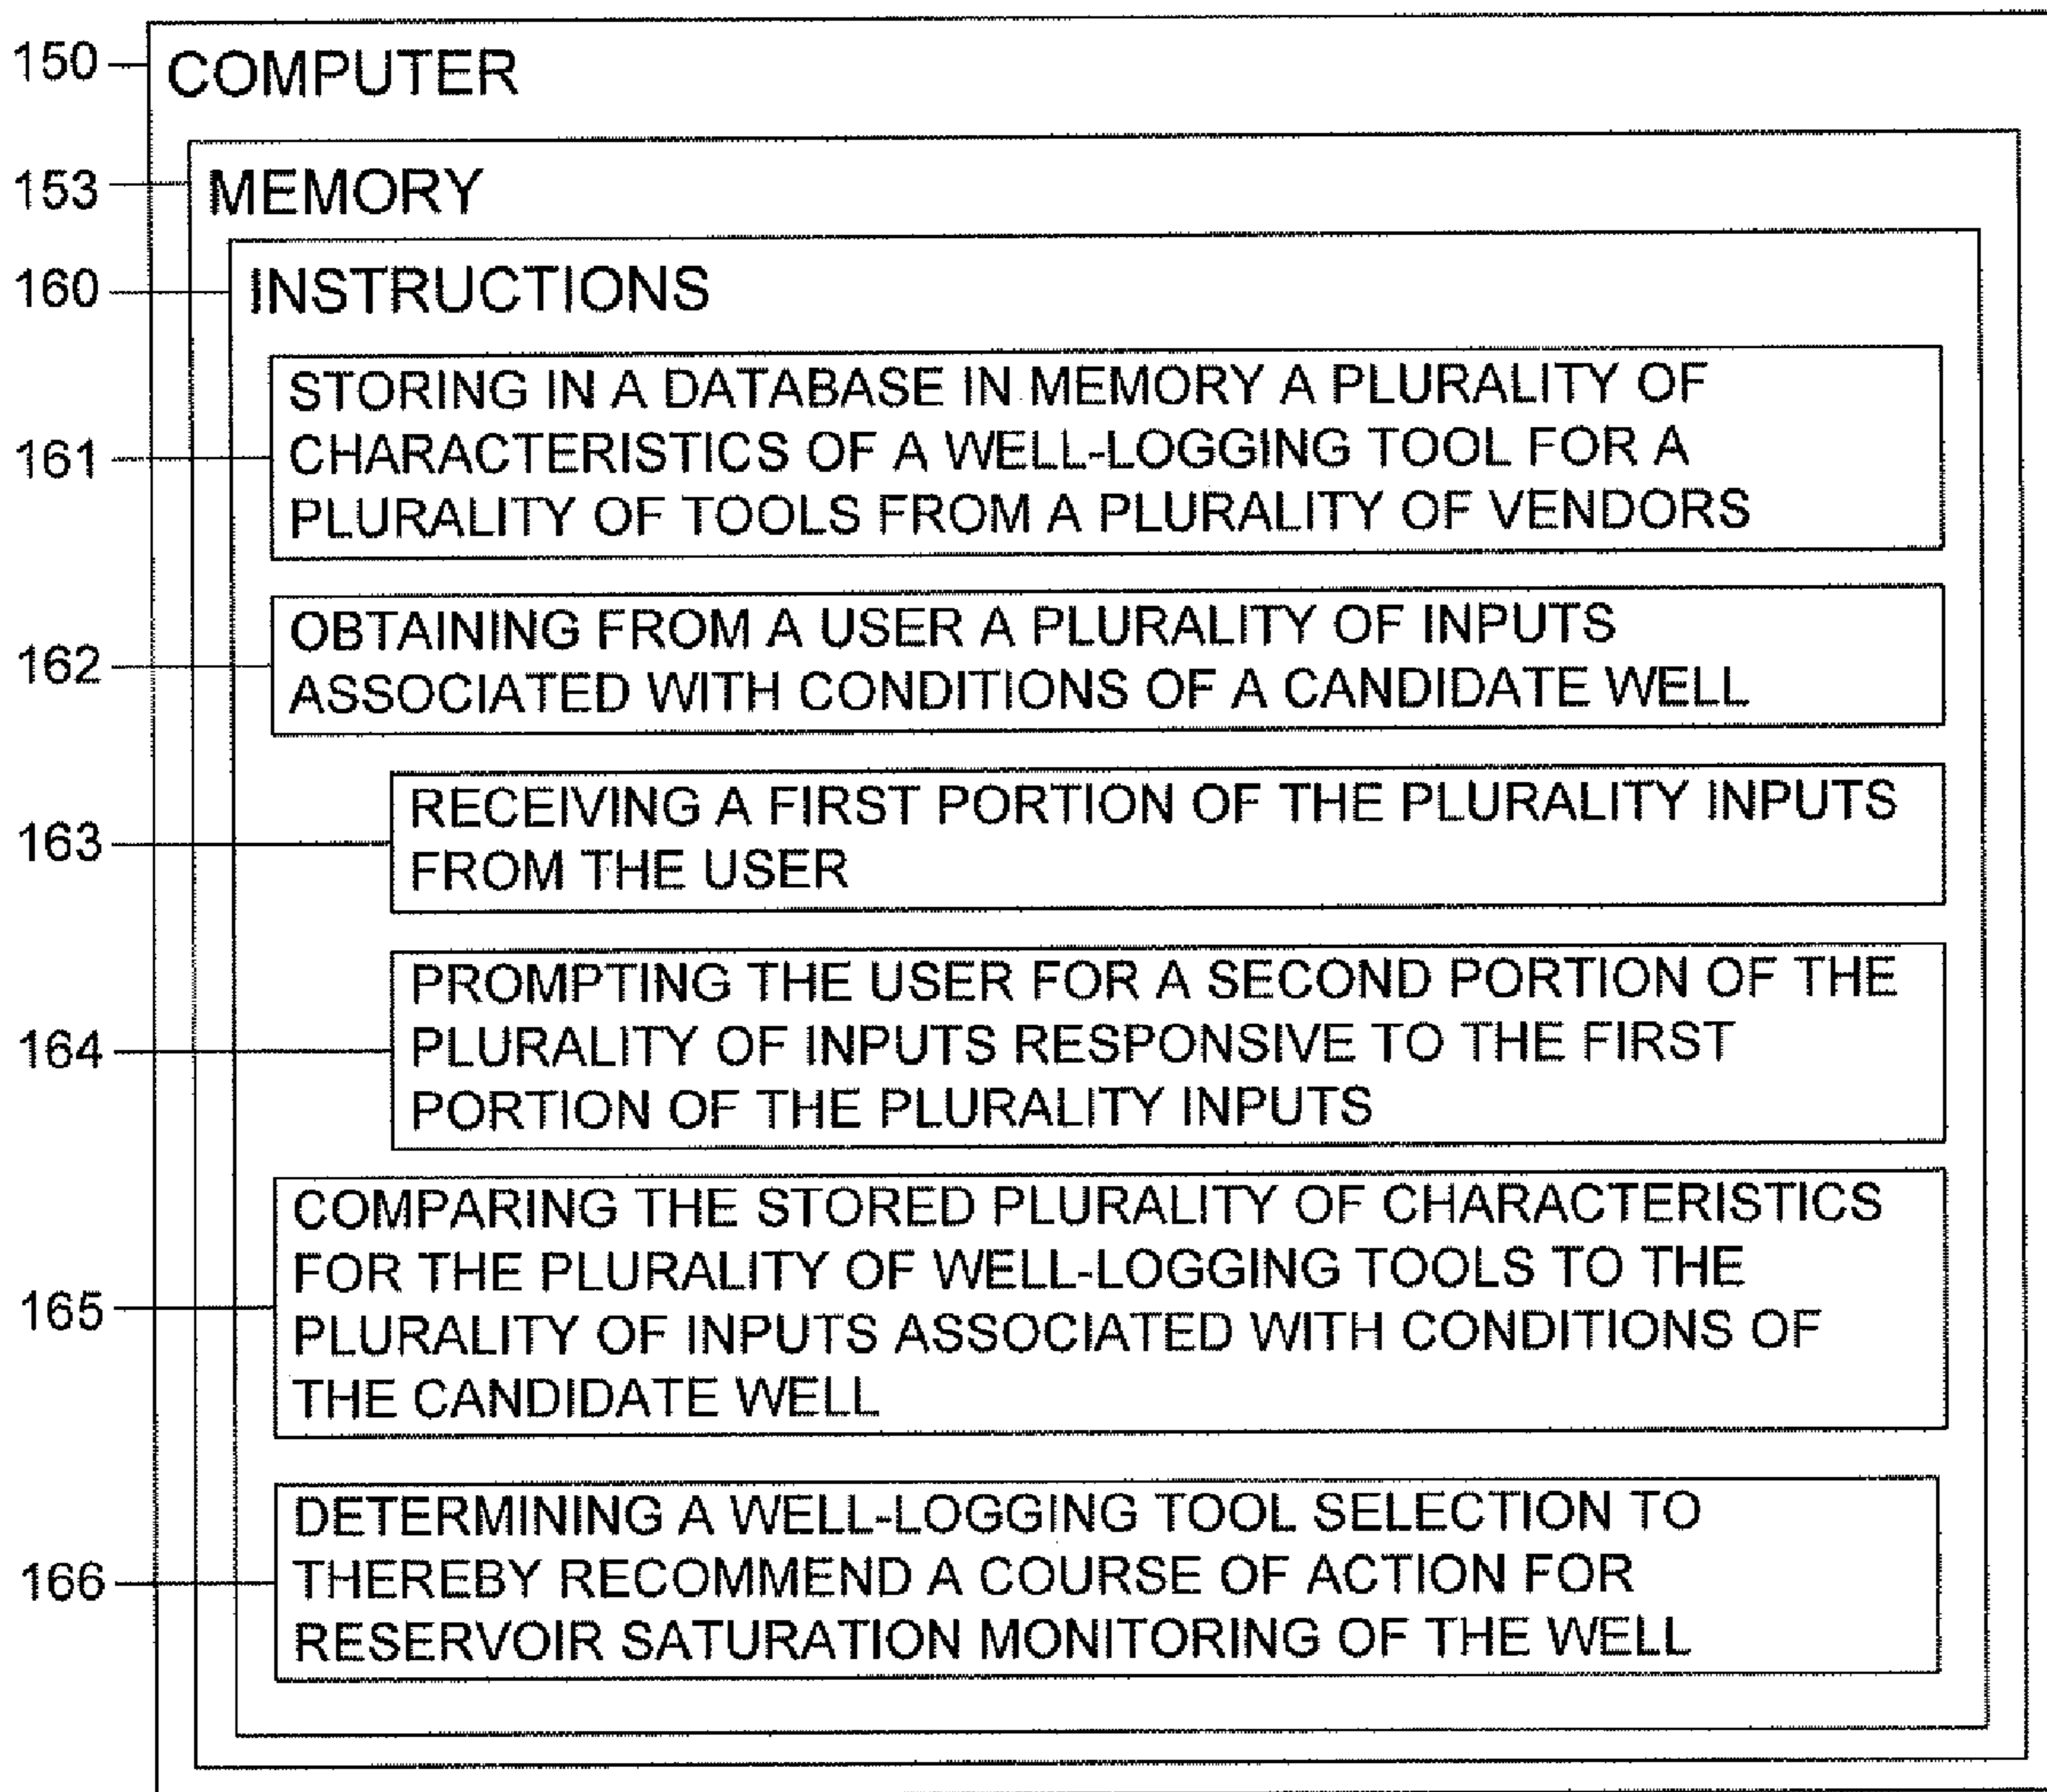 150 COMPUTER
153 MEMORY
160 INSTRUCTIONS
STORING IN A DATABASE IN MEMORY A PLURALITY OF
161 CHARACTERISTICS OF A WELL-LOGGING TOOL FOR A
PLURALITY OF TOOLS FROM A PLURALITY OF VENDORS
OBTAINING FROM A USER A PLURALITY OF INPUTS
162 ASSOCIATED WITH CONDITIONS OF A CANDIDATE WELL
RECEIVING A FIRST PORTION OF THE PLURALITY INPUTS
163 FROM THE USER
PROMPTING THE USER FOR A SECOND PORTION OF THE
164 PLURALITY OF INPUTS RESPONSIVE TO THE FIRST
PORTION OF THE PLURALITY INPUTS
COMPARING THE STORED PLURALITY OF CHARACTERISTICS
FOR THE PLURALITY OF WELL-LOGGING TOOLS TO THE
165 PLURALITY OF INPUTS ASSOCIATED WITH CONDITIONS OF
THE CANDIDATE WELL
DETERMINING A WELL-LOGGING TOOL SELECTION TO
166 THEREBY RECOMMEND A COURSE OF ACTION FOR
RESERVOIR SATURATION MONITORING OF THE WELL